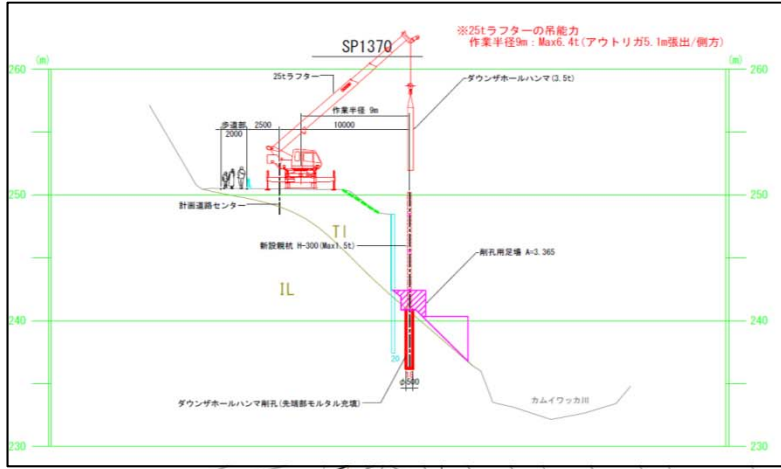 ※25tラフターの吊能力
作業半径9m：Max6.4t(アウトリガ5.1m張出/側方)
SP1370
(m)
(m)
260
260
25tラフター
ダウンザホールハンマ(3.5t)
作業半径 9m
歩道部
2500
10000
2000
250
250
計画道路センター
TI
新設親杭 H-300(Max1.5t)
削孔用足場 A=3.365
IL
240
240
20
φ500
ダウンザホールハンマ削孔(先端部モルタル充填)
カムイワッカ川
230
230